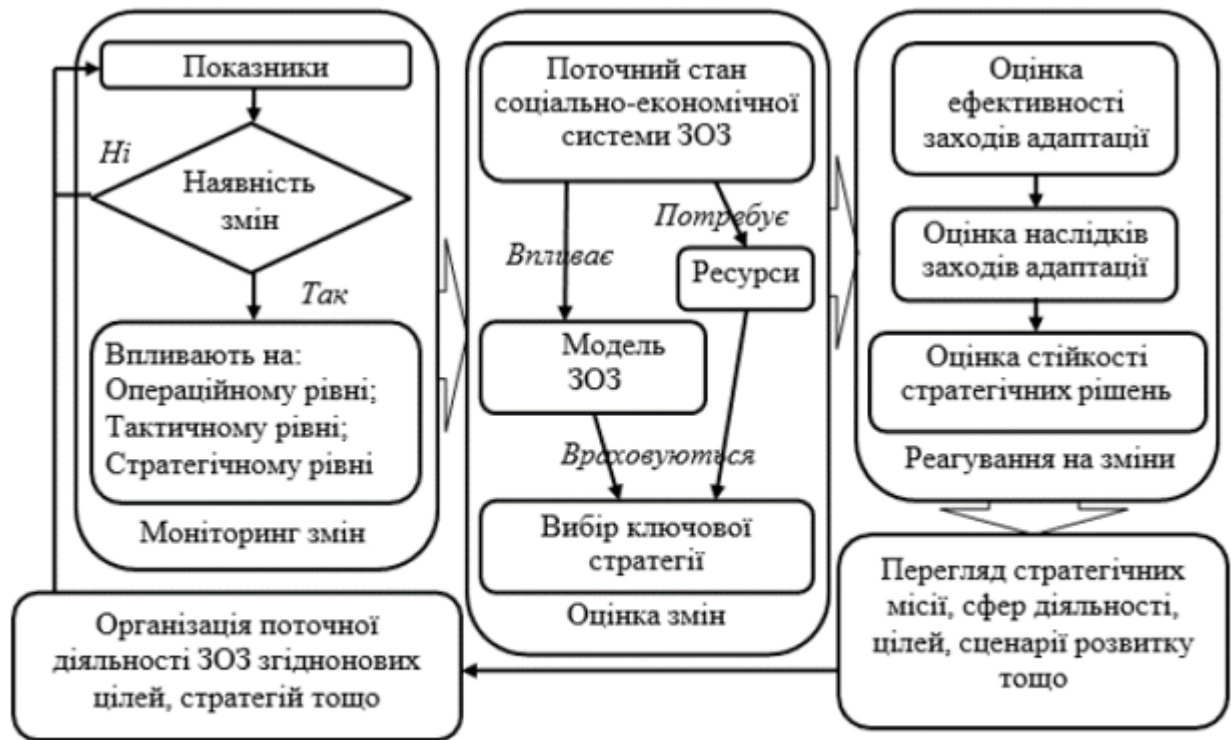 Показники
Ні
Наявність
змін
Так
Впливають на:
Операційному рівні;
Тактичному рівні;
Стратегічному рівні
Моніторинг змін
Поточний стан
соціально-економічної
системи ЗОЗ
Потребує
Впливає
Ресурси
Модель
ЗОЗ
Враховуються
Вибір ключової
стратегії
Оцінка змін
Оцінка
ефективності
заходів адаптації
Оцінка наслідків
заходів адаптації
Оцінка стійкості
стратегічних рішень
Реагування на зміни
Перегляд стратегічних
місії, сфер діяльності,
цілей, сценарії розвитку
тощо
Організація поточної
діяльності ЗОЗ згіднонових
цілей, стратегій тощо